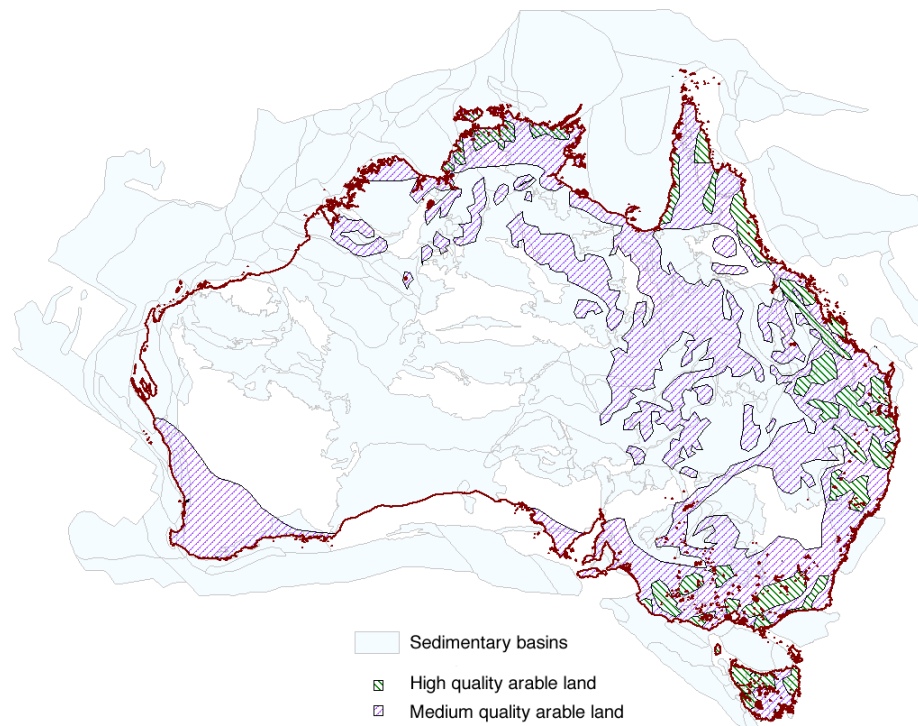 Sedimentary basins
High quality arable land
Medium quality arable land